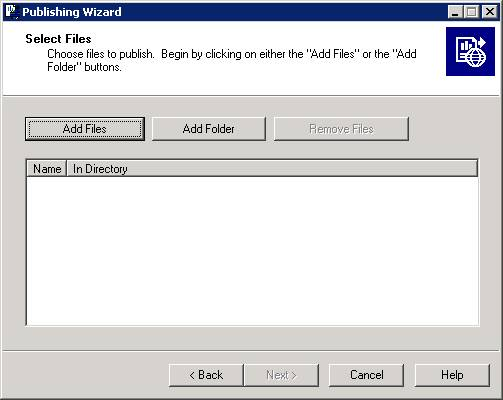 Publishing Wizard
Select Files
Choose files to publish. Begin by clicking on either the "Add Files" or the "Add
Folder" buttons.
Add Files Add Folder Remove Files
Name In Directory
< Back Next > Cancel Help